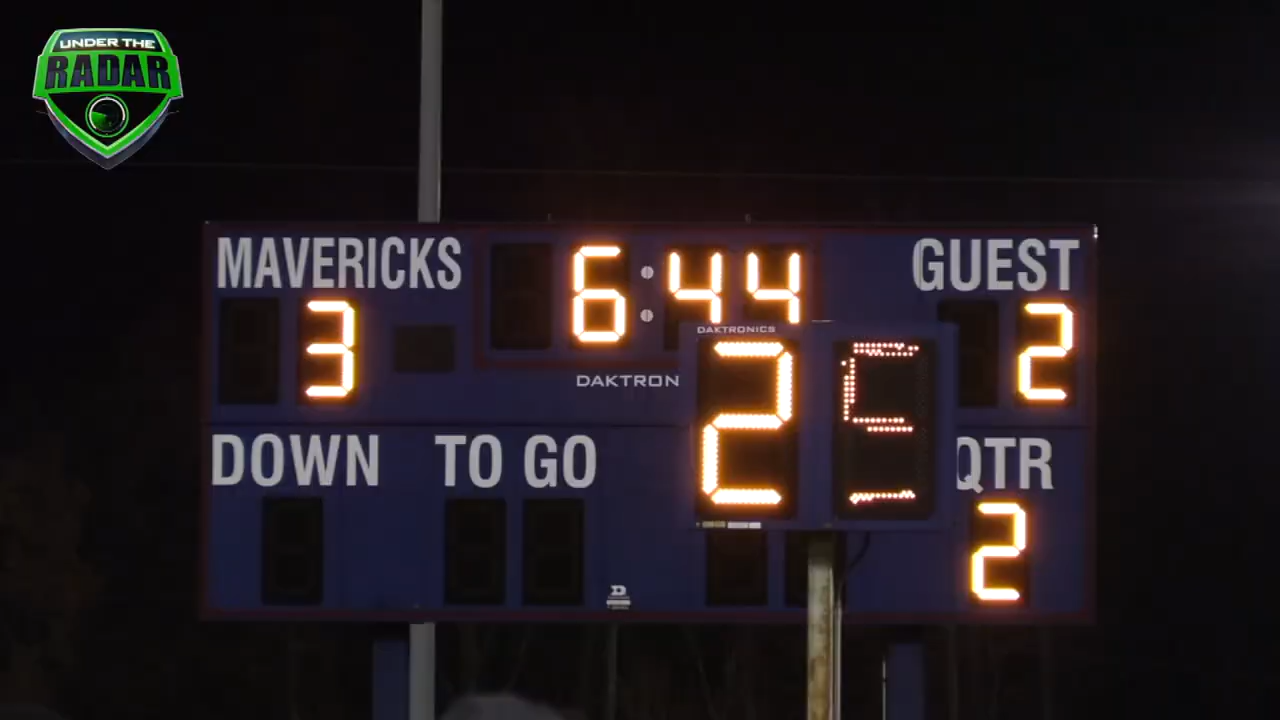 UNDER THE
RADAR
MAVERICKS
6:44
GUEST
3
2
DAKTRONICS
DAKTRON
2
DOWN
TO GO
QTR
2